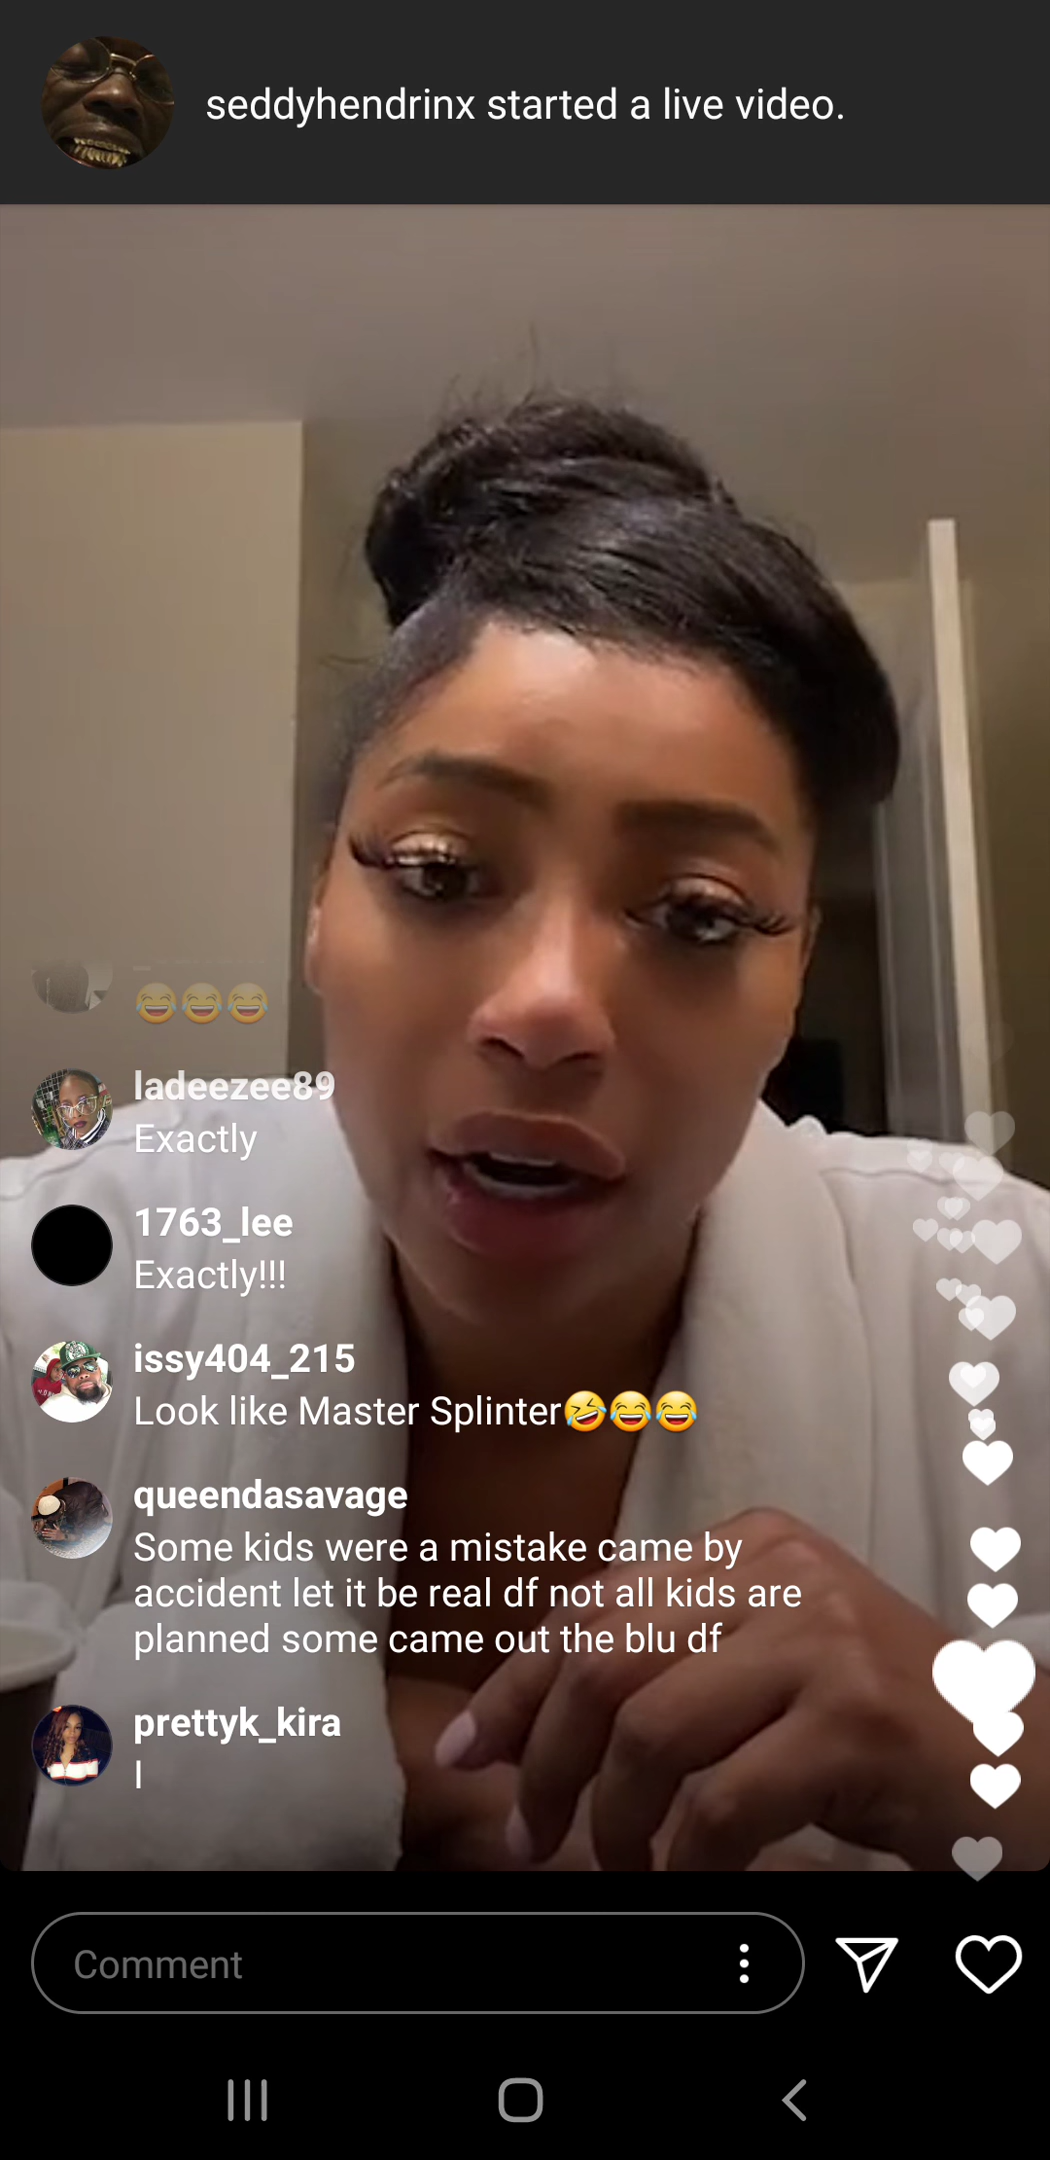 seddyhendrinx started a live video.
😂😂😂
ladeezee89
Exactly
1763_lee
Exactly!!!
issy404_215
Look like Master Splinter🤣😂😂
queendasavage
Some kids were a mistake came by
accident let it be real df not all kids are
planned some came out the blu df
prettyk_kira
I
Comment